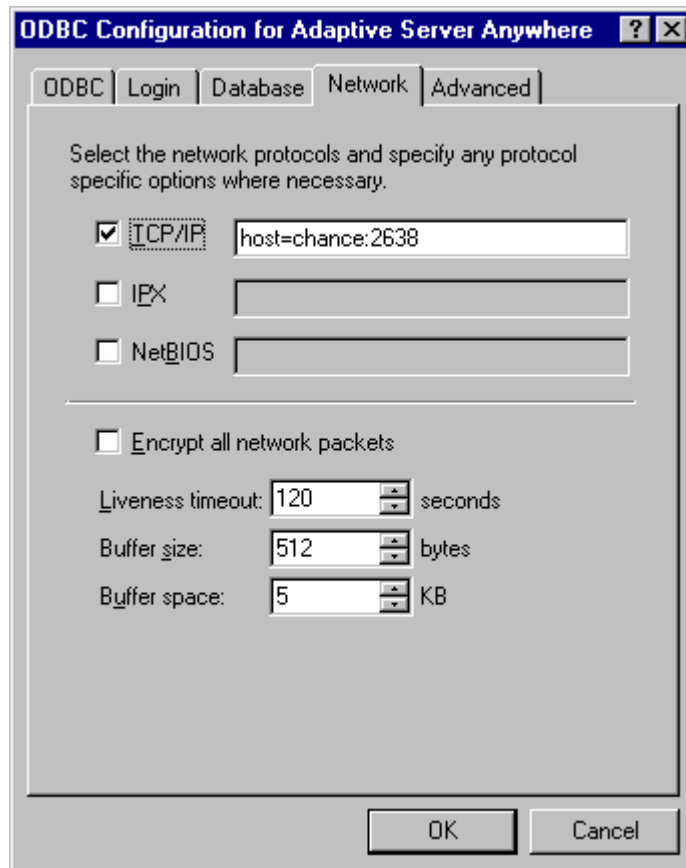 ODBC Configuration for Adaptive Server Anywhere ? ×
ODBC Login Database Network Advanced
Select the network protocols and specify any protocol
specific options where necessary.
TCP/IP host=chance:2638
IPX
NetBIOS
Encrypt all network packets
Liveness timeout: 120 seconds
Buffer size: 512 bytes
Buffer space: 5 KB
OK Cancel